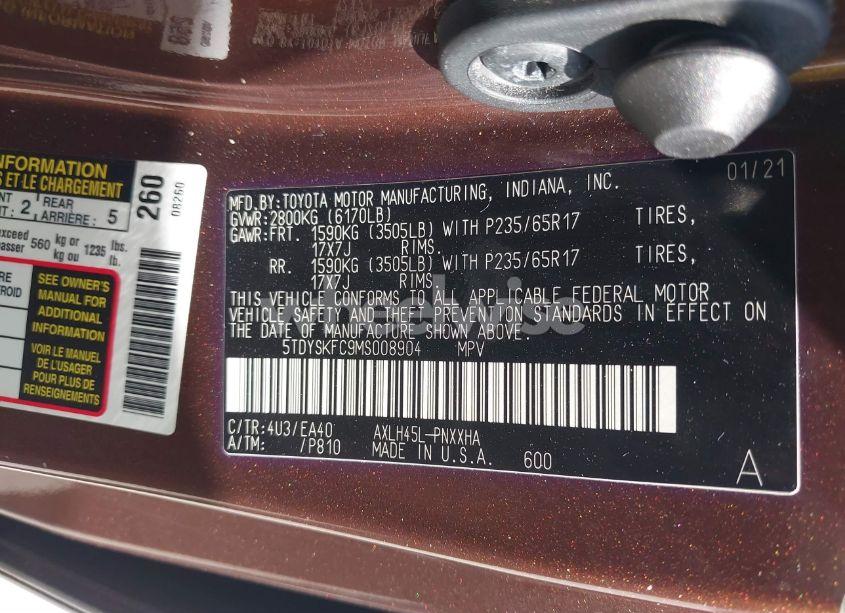 INFORMATION
ET LE CHARGEMENT
2 REAR 5
ARRIÈRE:
exceed 560 kg or 1235 lbs.
kg ou lb.
260
08260
SEE OWNER'S
MANUAL FOR
ADDITIONAL
INFORMATION
VOIR LE MANUEL
DE L'USAGER
POUR PLUS DE
RENSEIGNEMENTS
MFD.BY:TOYOTA MOTOR MANUFACTURING, INDIANA, INC. 01/21
GVWR:2800KG (6170LB)
GAWR:FRT. 1590KG (3505LB) WITH P235/65R17 TIRES,
17X7J RIMS.
RR. 1590KG (3505LB) WITH P235/65R17 TIRES,
17X7J RIMS.
THIS VEHICLE CONFORMS TO ALL APPLICABLE FEDERAL MOTOR
VEHICLE SAFETY AND THEFT PREVENTION STANDARDS IN EFFECT ON
THE DATE OF MANUFACTURE SHOWN ABOVE.
5TDYSKFC9MS008904 MPV
C/TR:4U3/EA40 AXLH45L-PNXXHA
A/TM: /P810 MADE IN U.S.A. 600 A